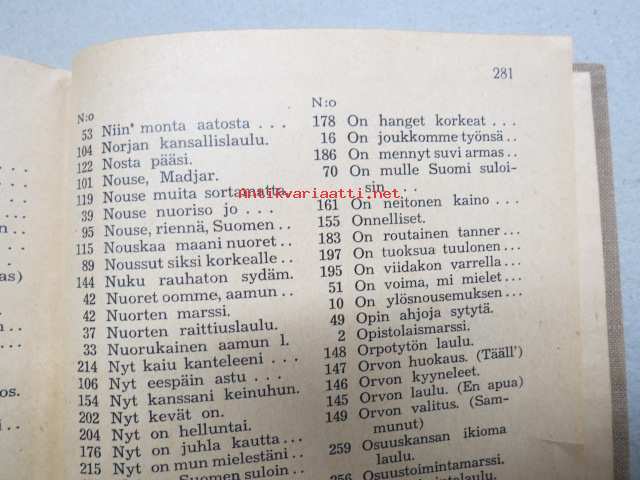 281
N:o
53 Niin monta aatosta . . .
104 Norjan kansallislaulu.
122 Nosta pääsi.
101 Nouse, Madjar.
119 Nouse muita sortamatta.
39 Nouse nuoriso jo . . .
95 Nouse, riennä, Suomen . .
115 Nouskaa maani nuoret . .
89 Noussut siksi korkealle . .
144 Nuku rauhaton sydäm.
42 Nuoret oomme, aamun . .
42 Nuorten marssi.
37 Nuorten raittiuslaulu.
33 Nuorukainen aamun l.
214 Nyt kaiu kanteleeni . . .
106 Nyt eespäin astu . . .
154 Nyt kanssani keinuhun.
202 Nyt kevät on.
204 Nyt on helluntai.
176 Nyt on juhla kautta . . .
215 Nyt on mun mielestäni . .
Suomen suloin . .
N:o
178 On hanget korkeat . . .
16 On joukkomme työnsä . .
186 On mennyt suvi armas . .
70 On mulle Suomi suloi-
sin . . .
161 On neitonen kaino . . .
155 Onnelliset.
183 On routainen tanner . . .
197 On tuoksua tuulonen . .
195 On viidakon varrella . . .
51 On voima, mi mielet . . .
10 On ylösnousemuksen . . .
49 Opin ahjoja sytytä.
2 Opistolaismarssi.
148 Orpotytön laulu.
147 Orvon huokaus. (Tääll')
146 Orvon kyyneleet.
145 Orvon laulu. (En apua)
149 Orvon valitus. (Sam-
munut)
259 Osuuskansan ikioma
laulu.
256 Osuustoimintamarssi.
as)
os.
i
Antikvariaatti.net